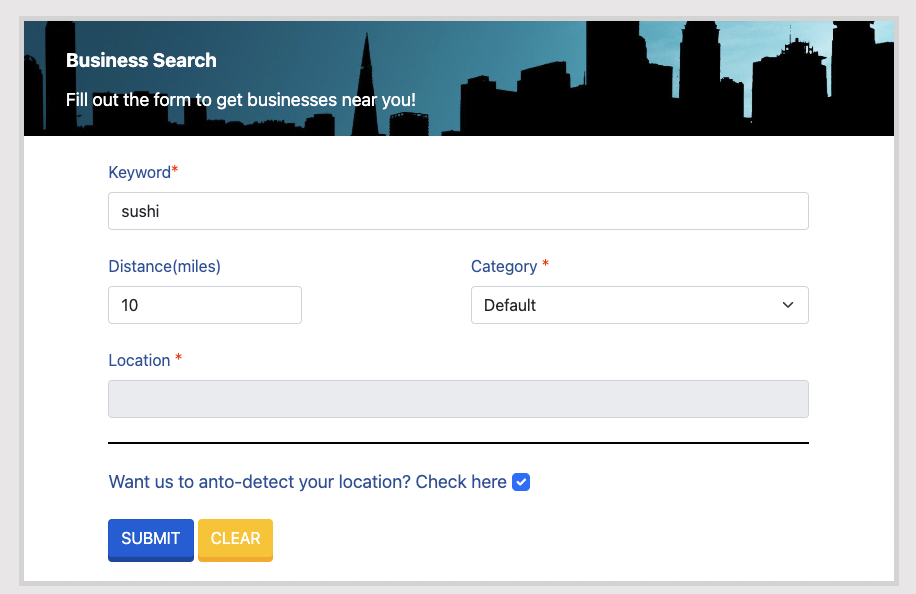 Business Search
Fill out the form to get businesses near you!
Keyword*
sushi
Distance(miles)
Category *
10
Default
Location *
Want us to anto-detect your location? Check here
SUBMIT
CLEAR